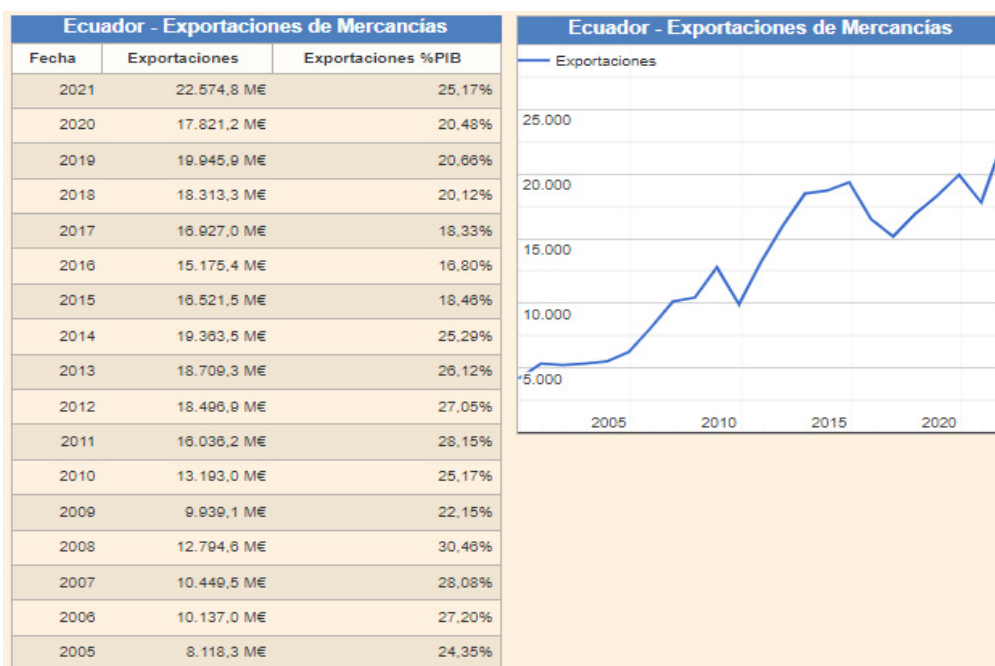 Ecuador - Exportaciones de Mercancías
Fecha Exportaciones Exportaciones %PIB
2021 22.574,8 M€ 25,17%
2020 17.821,2 M€ 20,48%
2019 19.945,9 M€ 20,66%
2018 18.313,3 M€ 20,12%
2017 16.927,0 M€ 18,33%
2016 15.175,4 M€ 16,80%
2015 16.521,5 M€ 18,46%
2014 19.363,5 M€ 25,29%
2013 18.709,3 M€ 26,12%
2012 18.496,9 M€ 27,05%
2011 16.036,2 M€ 28,15%
2010 13.193,0 M€ 25,17%
2009 9.939,1 M€ 22,15%
2008 12.794,6 M€ 30,46%
2007 10.449,5 M€ 28,08%
2006 10.137,0 M€ 27,20%
2005 8.118,3 M€ 24,35%
Ecuador - Exportaciones de Mercancías
Exportaciones
25.000
20.000
15.000
10.000
5.000
2005 2010 2015 2020